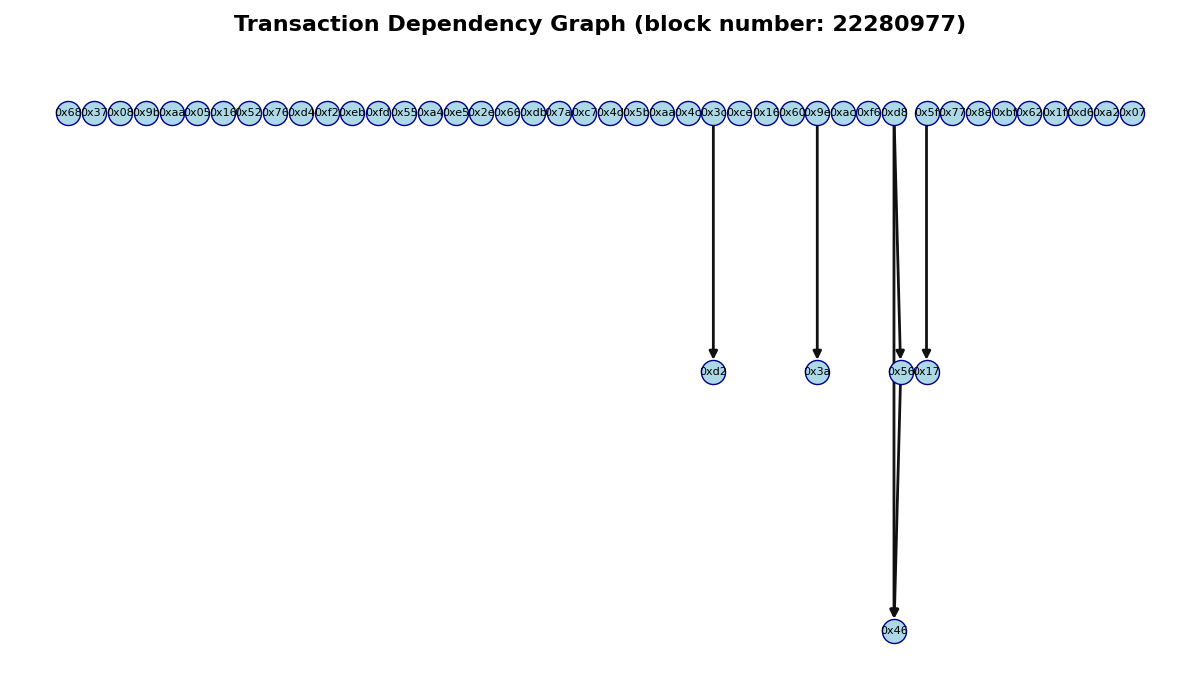 Transaction Dependency Graph (block number: 22280977)
0x68 0x37 0x08 0x9b 0xaa 0x05 0x16 0x52 0x76 0xd4 0xf2 0xeb 0xfd 0x55 0xa4 0xe5 0x2e 0x66 0xdb 0x7a 0xc7 0x4d 0x5b 0xaa 0x3c 0xce 0x16 0x60 0x9e 0xf6 0xd8 0x5f 0x77 0x8e 0xbf 0x62 0x1f 0xd6 0xa2 0x07
0xd2 0x3a 0x56 0x17
0x46